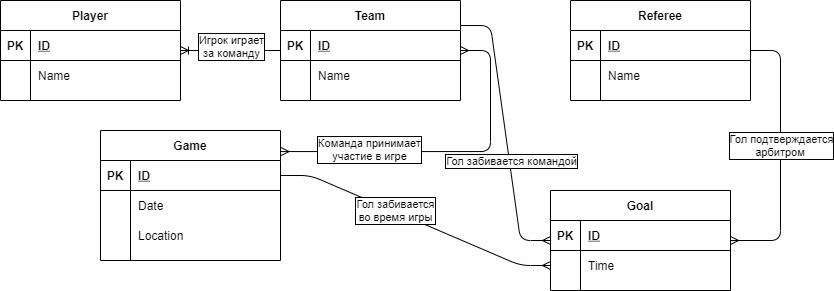 Player
PK ID
Name
Игрок играет
за команду
Team
PK ID
Name
Referee
PK ID
Name
Game
PK ID
Date
Location
Команда принимает
участие в игре
Гол забивается командой
Гол подтверждается
арбитром
Гол забивается
во время игры
Goal
PK ID
Time